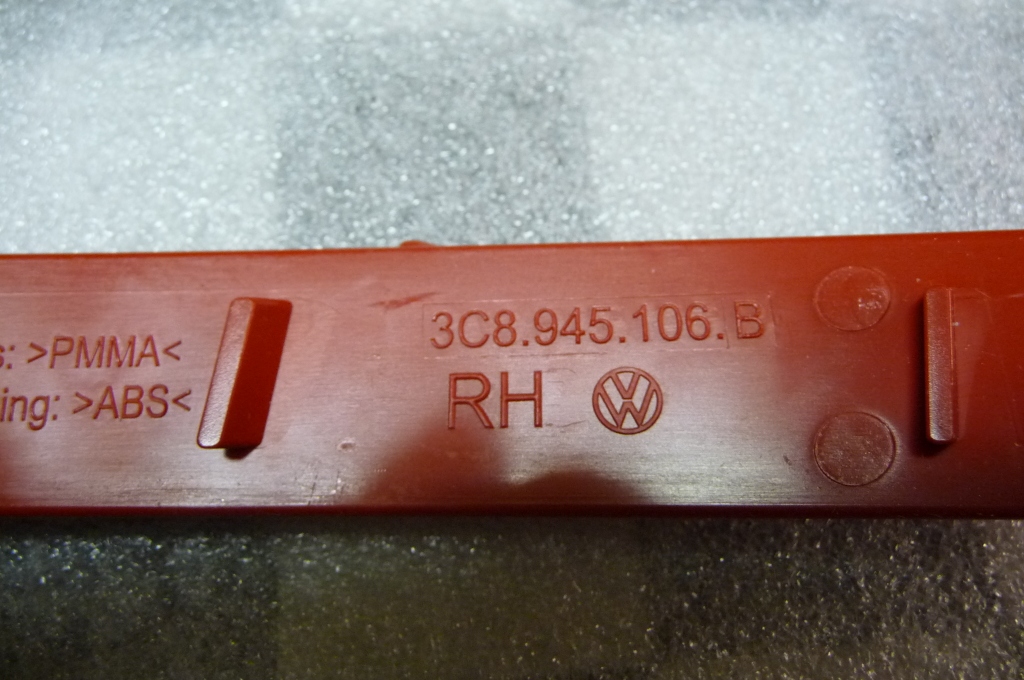 s: >PMMA<
ing: >ABS<
3C8.945.106.B
RH